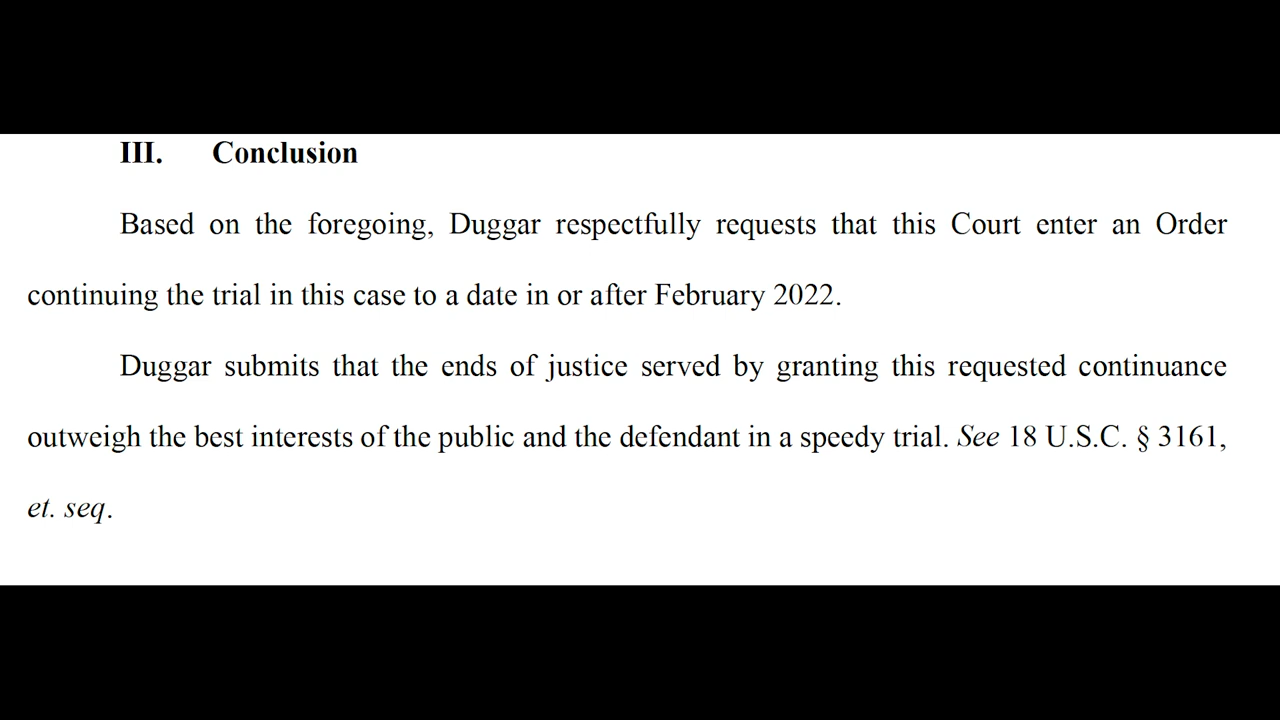 III. Conclusion
Based on the foregoing, Duggar respectfully requests that this Court enter an Order
continuing the trial in this case to a date in or after February 2022.
Duggar submits that the ends of justice served by granting this requested continuance
outweigh the best interests of the public and the defendant in a speedy trial. See 18 U.S.C. § 3161,
et. seq.